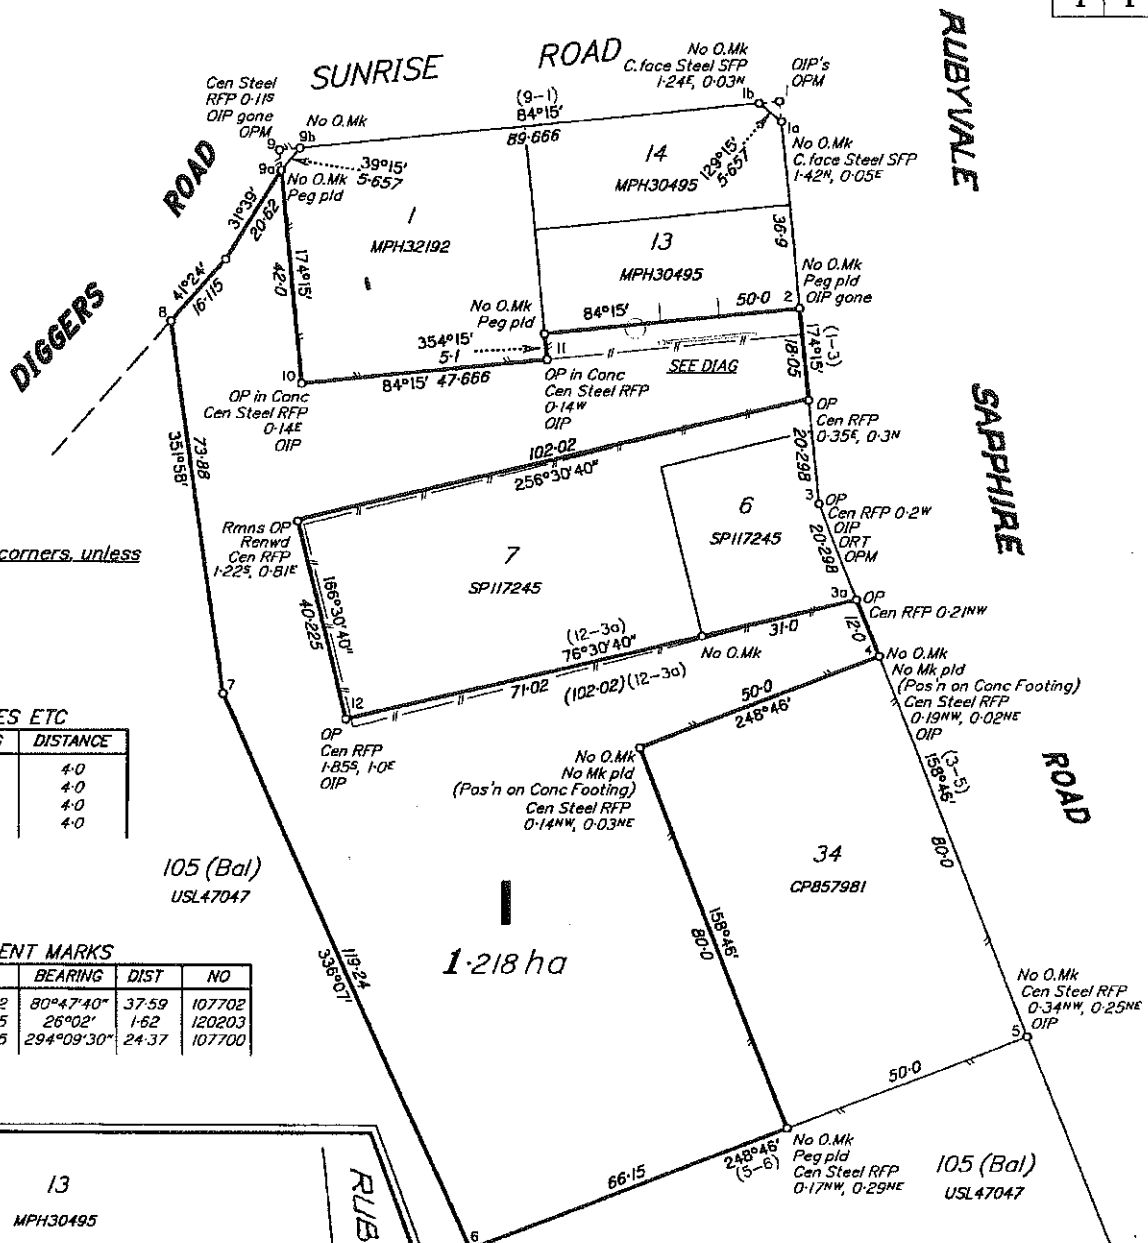 1 1
SUNRISE ROAD
RUBYVALE
SAPPHIRE
ROAD
DIGGERS ROAD
Cen Steel
RFP 0·11S
OIP gone
OPM
9
9b
No O.Mk
9a
39°15'
5·657
No O.Mk
Peg pld
(9-1)
84°15'
89·666
No O.Mk
C.face Steel SFP
1·24E, 0·03N
1b
OIP's
OPM
1
1a
129°15'
5·657
No O.Mk
C.face Steel SFP
1·42N, 0·05E
14
MPH30495
1
MPH32192
13
MPH30495
36·9
31°39'
20·62
41°24'
16·115
8
174°15'
42·0
No O.Mk
Peg pld
OIP gone
2
50·0
84°15'
No O.Mk
Peg pld
354°15'
5·1
11
SEE DIAG
(1-3)
174°15'
18·05
10
84°15' 47·666
OP in Conc
Cen Steel RFP
0·14E
OIP
OP in Conc
Cen Steel RFP
0·14W
OIP
OP
Cen RFP
0·35E, 0·3N
102·02
256°30'40"
20·298
73·88
351°58'
6
SP117245
3
OP
Cen RFP 0·2W
OIP
ORT
OPM
20·298
Rmns OP
Renwd
Cen RFP
1·22S, 0·81E
corners, unless
7
SP117245
166°30'40"
40·225
3a
OP
Cen RFP 0·21NW
12·0
(12-3a)
76°30'40"
31·0
No O.Mk
71·02
(102·02)(12-3a)
4
No O.Mk
No Mk pld
(Pos'n on Conc Footing)
Cen Steel RFP
0·19NW, 0·02NE
OIP
7
12
OP
Cen RFP
1·85S, 1·0E
OIP
50·0
248°46'
No O.Mk
No Mk pld
(Pos'n on Conc Footing)
Cen Steel RFP
0·14NW, 0·03NE
(3-5)
158°46'
80·0
ES ETC
DISTANCE
4·0
4·0
4·0
4·0
105 (Bal)
USL47047
34
CP857981
1
1·218 ha
158°46'
80·0
119·24
336°07'
ENT MARKS
BEARING DIST NO
2 80°47'40" 37·59 107702
5 26°02' 1·62 120203
5 294°09'30" 24·37 107700
No O.Mk
Cen Steel RFP
0·34NW, 0·25NE
OIP
5
50·0
No O.Mk
Peg pld
Cen Steel RFP
0·17NW, 0·29NE
248°46'
(5-6)
66·15
6
105 (Bal)
USL47047
13
MPH30495
RUB